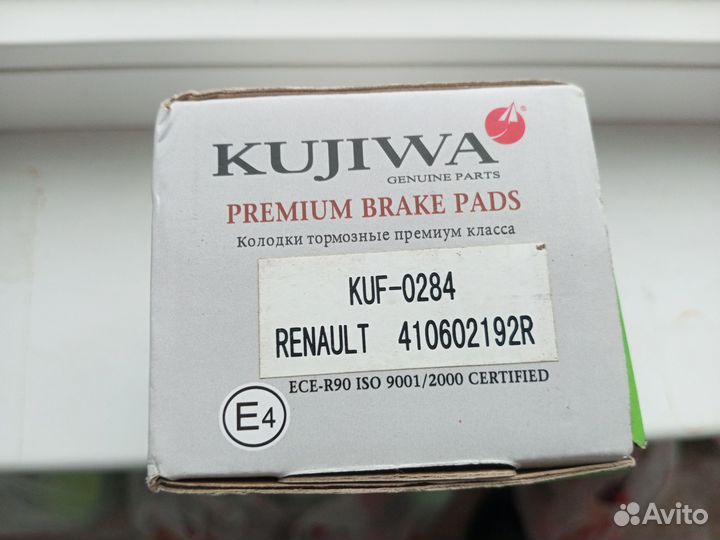 KUJIWA
GENUINE PARTS
PREMIUM BRAKE PADS
Колодки тормозные премиум класса
KUF-0284
RENAULT 410602192R
ECE-R90 ISO 9001/2000 CERTIFIED
E4
Avito